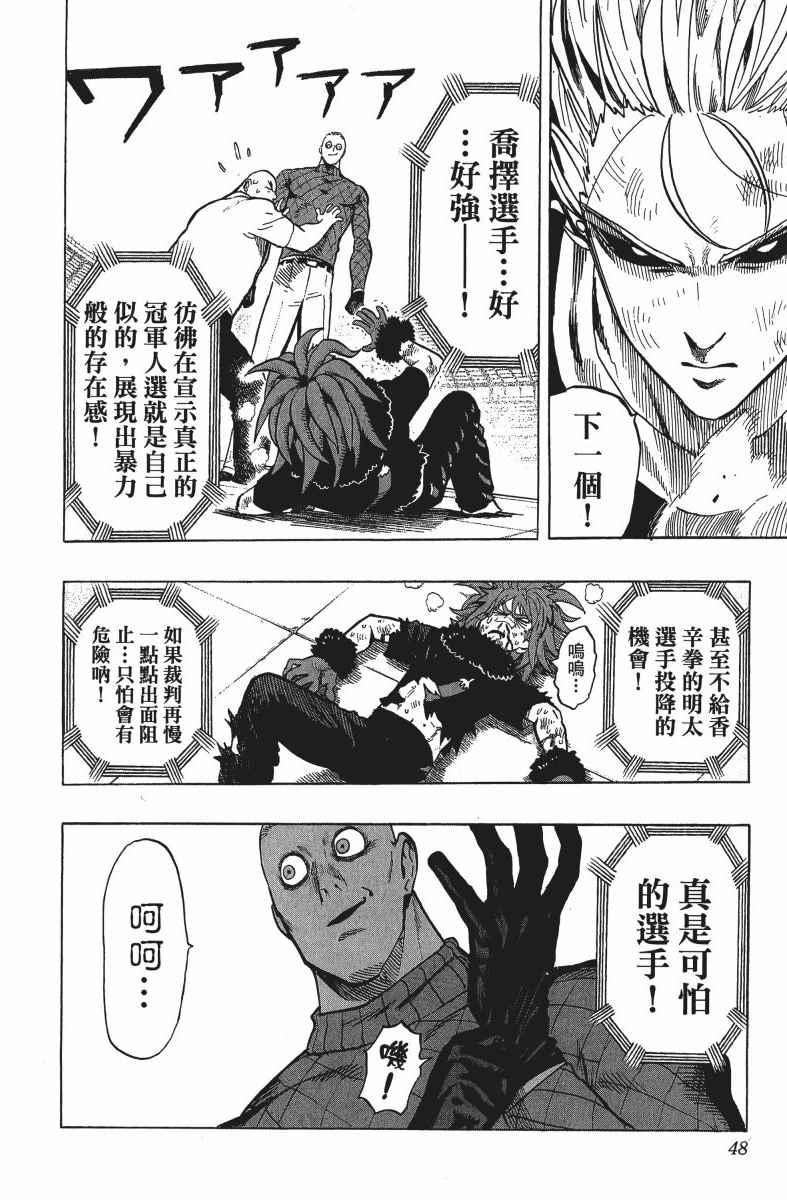 下一個！
ワアアアア
喬擇選手…好
…好強——！
彷彿在宣示真正的
冠軍人選就是自己
似的，展現出暴力
般的存在感！
甚至不給香
辛拳的明太
選手投降的
機會！
嗚嗚…
如果裁判再慢
一點點出面阻
止…只怕會有
危險吶！
真是可怕
的選手！
嘰！
呵呵…
48